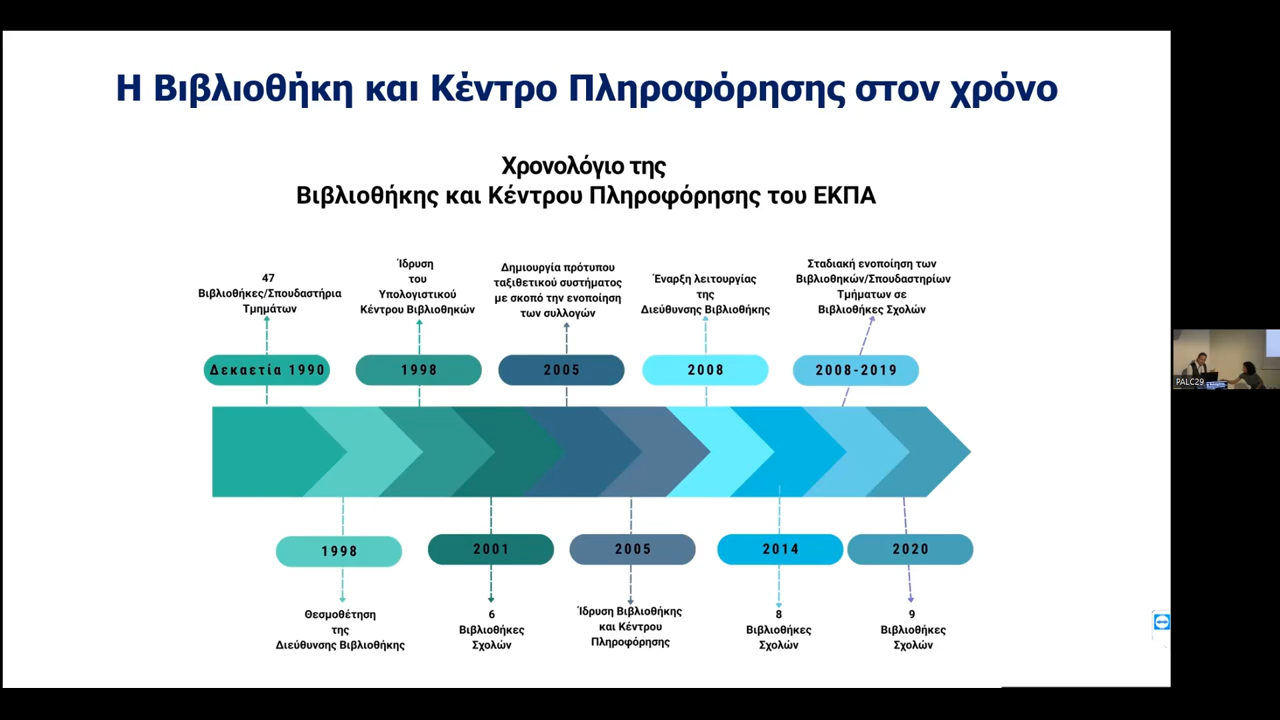 Η Βιβλιοθήκη και Κέντρο Πληροφόρησης στον χρόνο
Χρονολόγιο της
Βιβλιοθήκης και Κέντρου Πληροφόρησης του ΕΚΠΑ
47
Βιβλιοθήκες/Σπουδαστήρια
Τμημάτων
Ίδρυση
του
Υπολογιστικού
Κέντρου Βιβλιοθηκών
Δημιουργία πρότυπου
ταξιθετικού συστήματος
με σκοπό την ενοποίηση
των συλλογών
Έναρξη λειτουργίας
της
Διεύθυνσης Βιβλιοθήκης
Σταδιακή ενοποίηση των
Βιβλιοθηκών/Σπουδαστηρίων
Τμήματων σε
Βιβλιοθήκες Σχολών
Δεκαετία 1990
1998
2005
2008
2008-2019
1998
2001
2005
2014
2020
Θεσμοθέτηση
της
Διεύθυνσης Βιβλιοθήκης
6
Βιβλιοθήκες
Σχολών
Ίδρυση Βιβλιοθήκης
και Κέντρου
Πληροφόρησης
8
Βιβλιοθήκες
Σχολών
9
Βιβλιοθήκες
Σχολών
PALC29